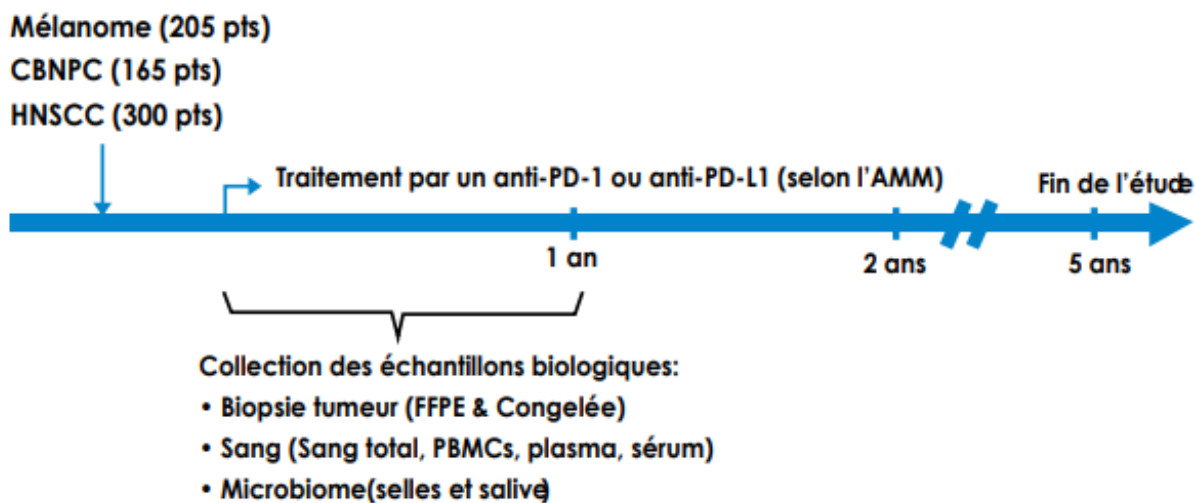 Mélanome (205 pts)
CBNPC (165 pts)
HNSCC (300 pts)
Traitement par un anti-PD-1 ou anti-PD-L1 (selon l'AMM)
Fin de l'étude
1 an
2 ans
5 ans
Collection des échantillons biologiques:
• Biopsie tumeur (FFPE & Congelée)
• Sang (Sang total, PBMCs, plasma, sérum)
• Microbiome(selles et salive)